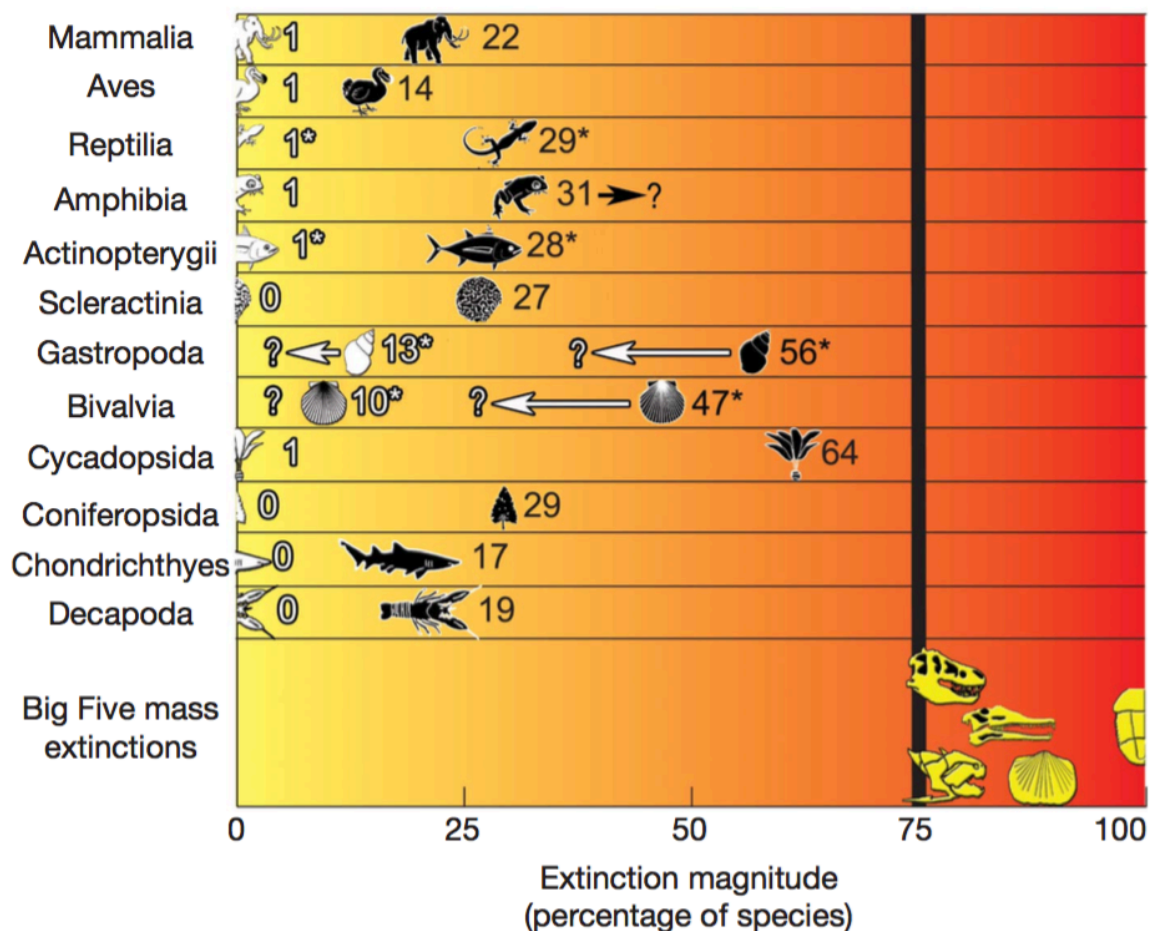 Mammalia 1 22
Aves 1 14
Reptilia 1* 29*
Amphibia 1 31 ?
Actinopterygii 1* 28*
Scleractinia 0 27
Gastropoda ? 13* ? 56*
Bivalvia ? 10* ? 47*
Cycadopsida 1 64
Coniferopsida 0 29
Chondrichthyes 0 17
Decapoda 0 19
Big Five mass
extinctions
0 25 50 75 100
Extinction magnitude
(percentage of species)